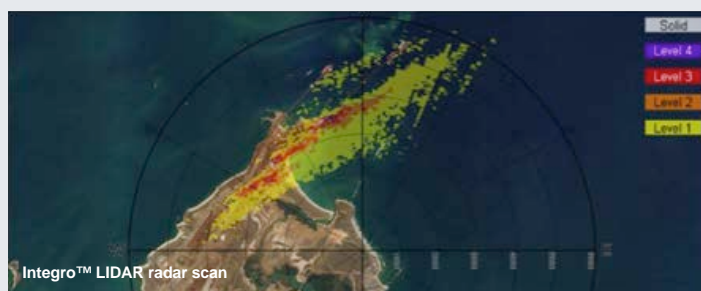 Solid
Level 4
Level 3
Level 2
Level 1
Integro™ LIDAR radar scan